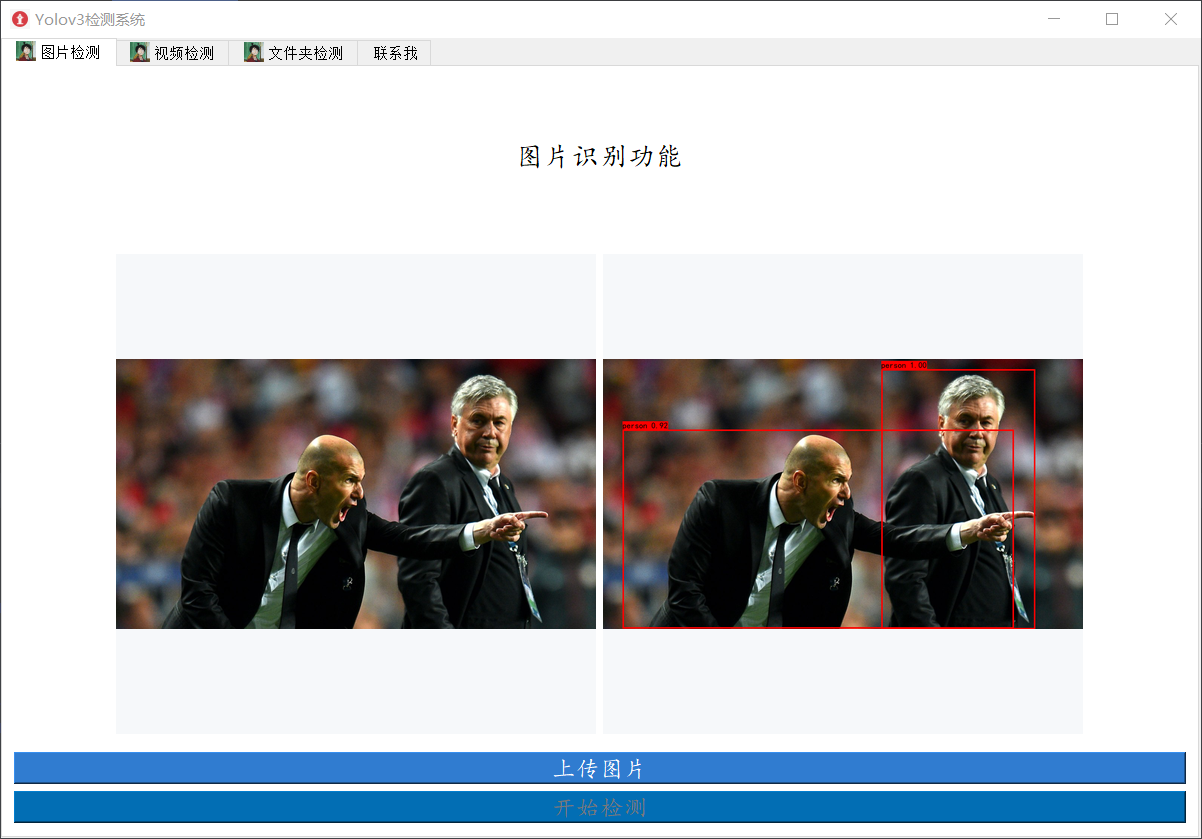 Yolov3检测系统
图片检测 视频检测 文件夹检测 联系我
图片识别功能
person 1.00
person 0.92
上传图片
开始检测